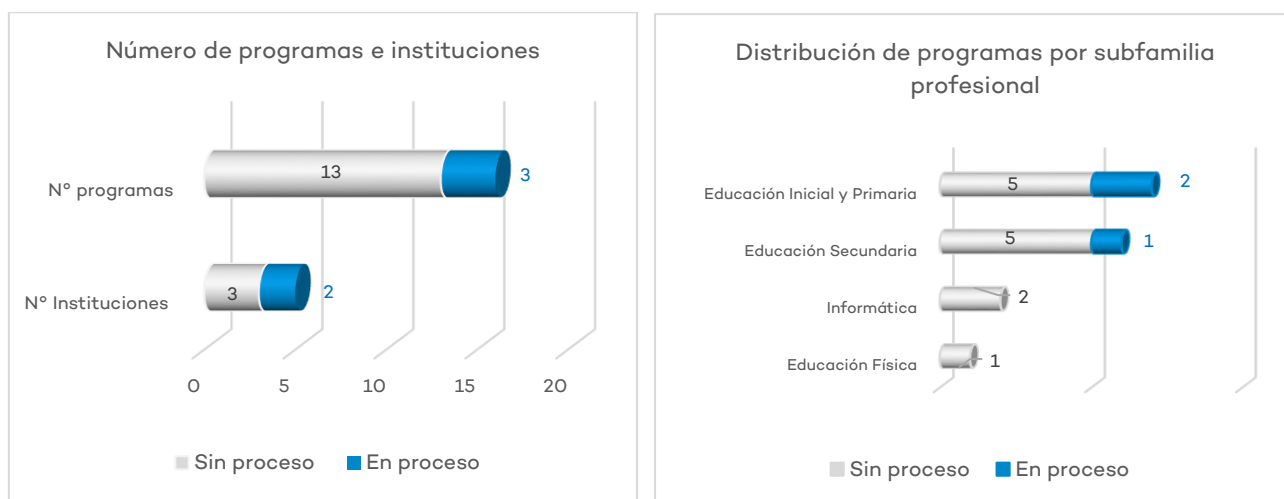 Número de programas e instituciones
N° programas
13
3
N° Instituciones
3
2
0 5 10 15 20
Sin proceso En proceso
Distribución de programas por subfamilia
profesional
Educación Inicial y Primaria
5
2
Educación Secundaria
5
1
Informática
2
Educación Física
1
Sin proceso En proceso